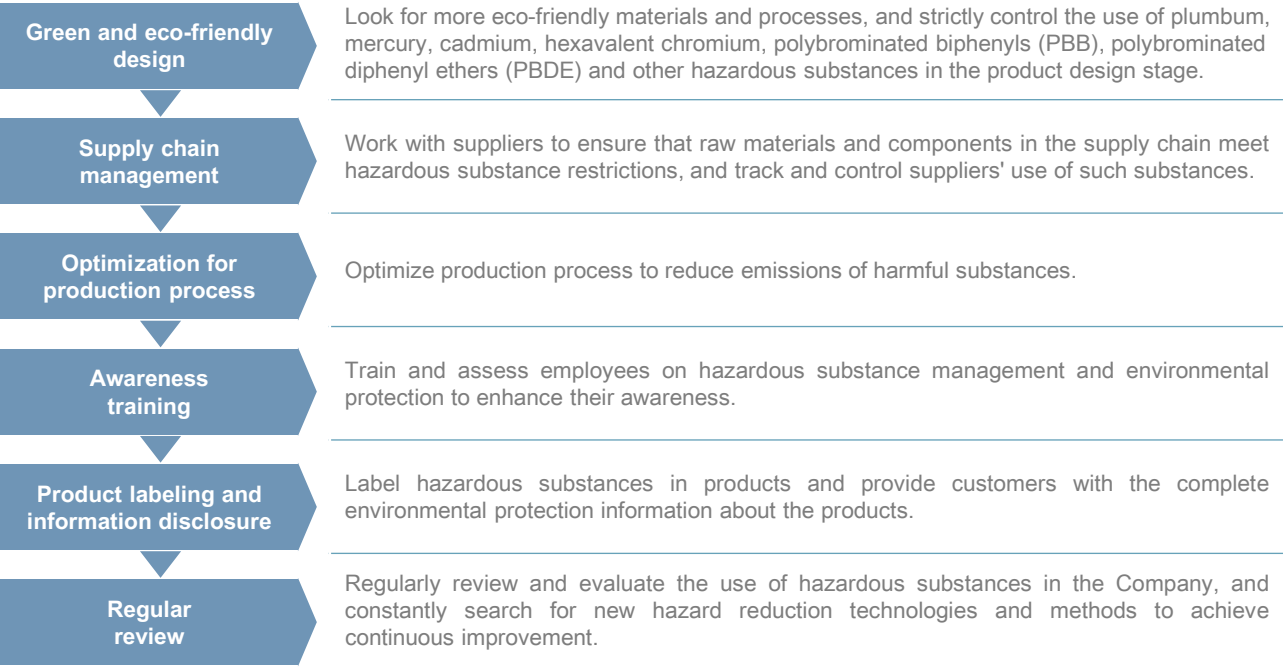 Green and eco-friendly
design
Look for more eco-friendly materials and processes, and strictly control the use of plumbum,
mercury, cadmium, hexavalent chromium, polybrominated biphenyls (PBB), polybrominated
diphenyl ethers (PBDE) and other hazardous substances in the product design stage.
Supply chain
management
Work with suppliers to ensure that raw materials and components in the supply chain meet
hazardous substance restrictions, and track and control suppliers' use of such substances.
Optimization for
production process
Optimize production process to reduce emissions of harmful substances.
Awareness
training
Train and assess employees on hazardous substance management and environmental
protection to enhance their awareness.
Product labeling and
information disclosure
Label hazardous substances in products and provide customers with the complete
environmental protection information about the products.
Regular
review
Regularly review and evaluate the use of hazardous substances in the Company, and
constantly search for new hazard reduction technologies and methods to achieve
continuous improvement.